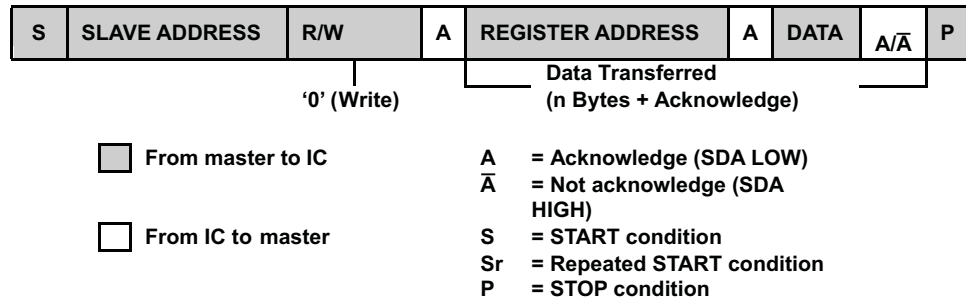 S SLAVE ADDRESS R/W A REGISTER ADDRESS A DATA A/A̅ P
‘0’ (Write)
Data Transferred
(n Bytes + Acknowledge)
From master to IC
From IC to master
A = Acknowledge (SDA LOW)
A̅ = Not acknowledge (SDA
HIGH)
S = START condition
Sr = Repeated START condition
P = STOP condition